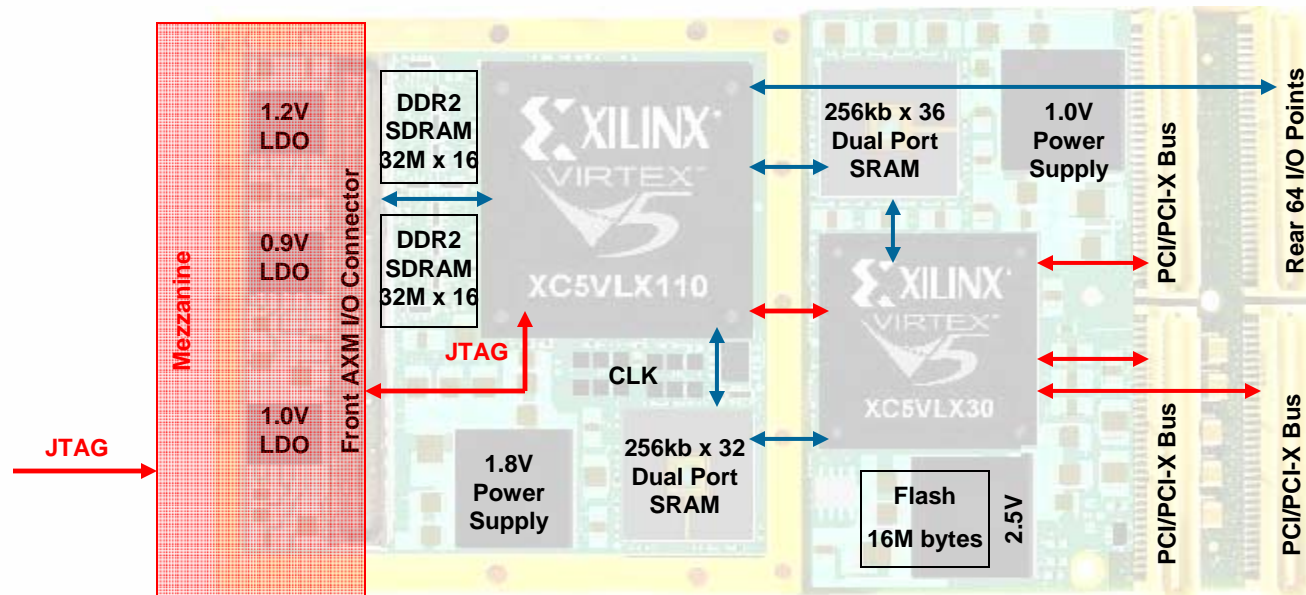 JTAG
Mezzanine
1.2V
LDO
0.9V
LDO
1.0V
LDO
Front AXM I/O Connector
DDR2
SDRAM
32M x 16
DDR2
SDRAM
32M x 16
JTAG
XILINX
VIRTEX
5
XC5VLX110
CLK
1.8V
Power
Supply
256kb x 32
Dual Port
SRAM
256kb x 36
Dual Port
SRAM
1.0V
Power
Supply
XILINX
VIRTEX
5
XC5VLX30
Flash
16M bytes
2.5V
PCI/PCI-X Bus
PCI/PCI-X Bus
Rear 64 I/O Points
PCI/PCI-X Bus